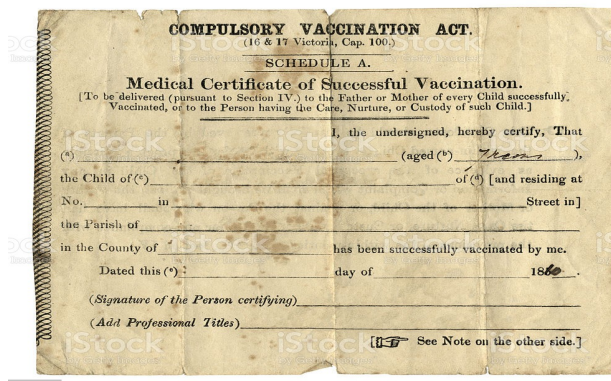 COMPULSORY VACCINATION ACT.
(16 & 17 Victoria, Cap. 100.)
SCHEDULE A.
Medical Certificate of Successful Vaccination.
[To be delivered (pursuant to Section IV.) to the Father or Mother of every Child successfully
Vaccinated, or to the Person having the Care, Nurture, or Custody of such Child.]
I, the undersigned, hereby certify, That
(a) (aged (b) ),
the Child of (c) of (d) [and residing at
No. in Street in]
the Parish of
in the County of has been successfully vaccinated by me.
Dated this (e) day of 1860.
(Signature of the Person certifying)
(Add Professional Titles)
[See Note on the other side.]
iStock